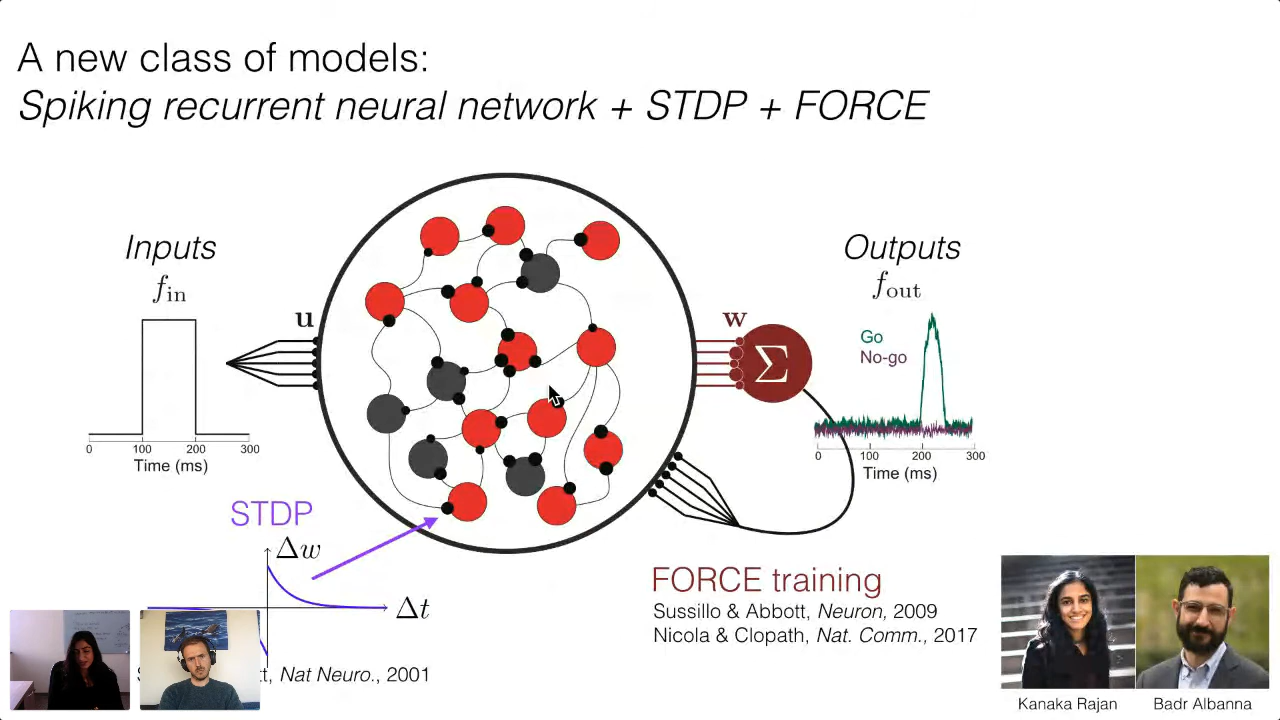 A new class of models:
Spiking recurrent neural network + STDP + FORCE
Inputs
f_in
u
0 100 200 300
Time (ms)
w
Σ
Outputs
f_out
Go
No-go
0 100 200 300
Time (ms)
STDP
Δw
Δt
tt, Nat Neuro., 2001
FORCE training
Sussillo & Abbott, Neuron, 2009
Nicola & Clopath, Nat. Comm., 2017
Kanaka Rajan
Badr Albanna